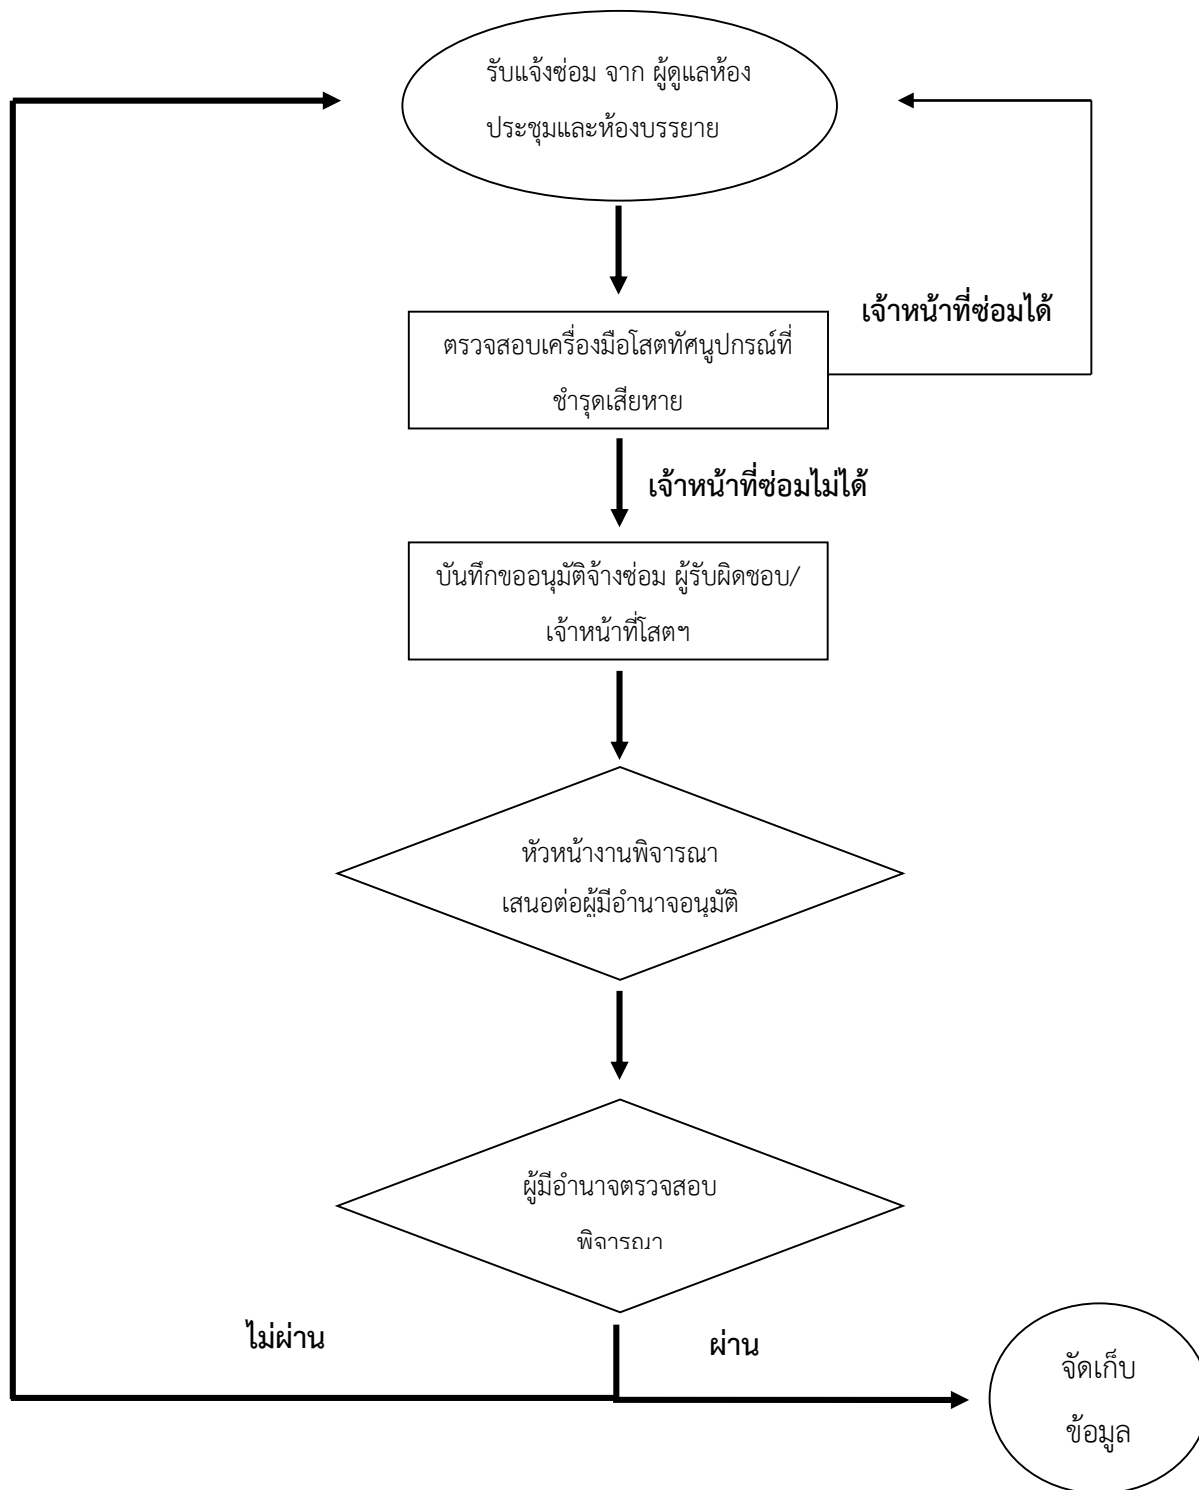 รับแจ้งซ่อม จาก ผู้ดูแลห้อง
ประชุมและห้องบรรยาย
เจ้าหน้าที่ซ่อมได้
ตรวจสอบเครื่องมือโสตทัศนูปกรณ์ที่
ชำรุดเสียหาย
เจ้าหน้าที่ซ่อมไม่ได้
บันทึกขออนุมัติจ้างซ่อม ผู้รับผิดชอบ/
เจ้าหน้าที่โสตฯ
หัวหน้างานพิจารณา
เสนอต่อผู้มีอำนาจอนุมัติ
ผู้มีอำนาจตรวจสอบ
พิจารณา
ไม่ผ่าน
ผ่าน
จัดเก็บ
ข้อมูล